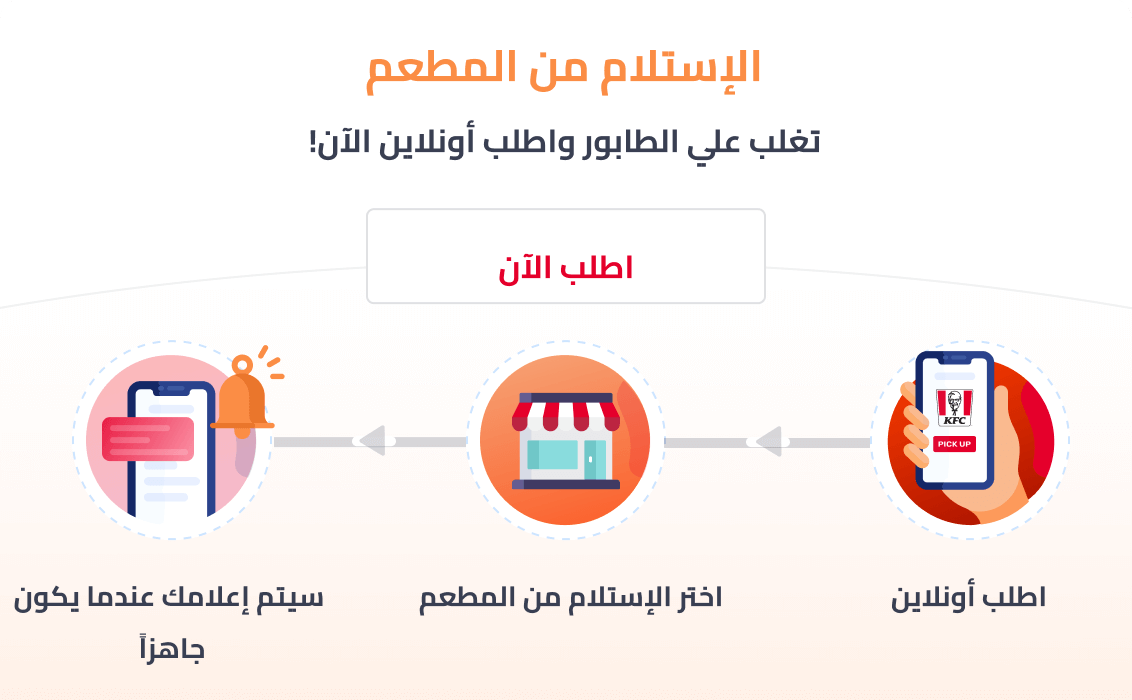 الإستلام من المطعم
تغلب علي الطابور واطلب أونلاين الآن!
اطلب الآن
KFC
PICK UP
اطلب أونلاين
اختر الإستلام من المطعم
سيتم إعلامك عندما يكون
جاهزاً